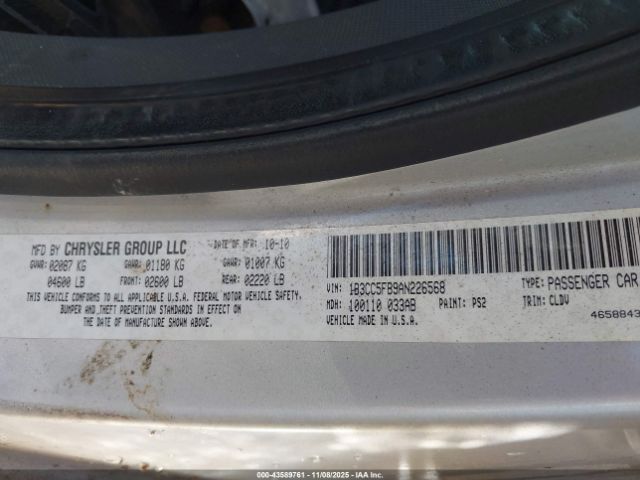 MFD BY CHRYSLER GROUP LLC DATE OF MFR: 10-10
GVWR: 02087 KG GAWR: 01180 KG GAWR: 01007 KG
04600 LB FRONT: 02600 LB REAR: 02220 LB
THIS VEHICLE CONFORMS TO ALL APPLICABLE U.S.A. FEDERAL MOTOR VEHICLE SAFETY,
BUMPER AND THEFT PREVENTION STANDARDS IN EFFECT ON
THE DATE OF MANUFACTURE SHOWN ABOVE.
VIN: 1B3CC5FB9AN226568 TYPE: PASSENGER CAR
MDH: 100110 033AB PAINT: PS2 TRIM: CLDV
VEHICLE MADE IN U.S.A. 4658843
000-43589761 - 11/08/2025 - IAAI.com